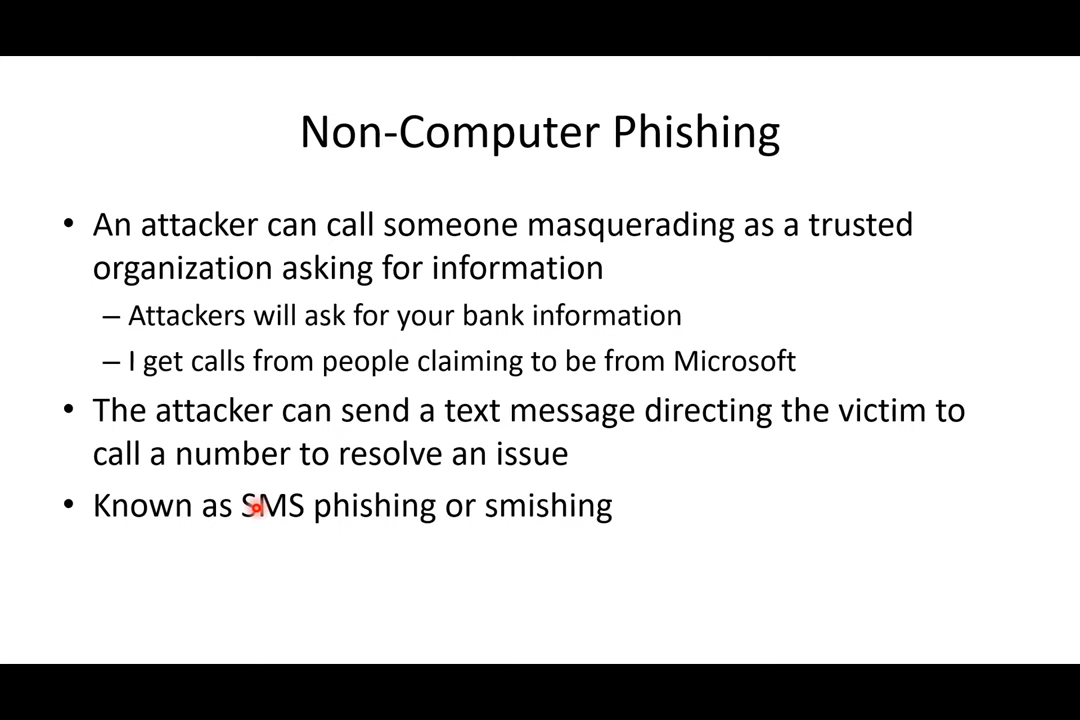 Non-Computer Phishing
• An attacker can call someone masquerading as a trusted
organization asking for information
– Attackers will ask for your bank information
– I get calls from people claiming to be from Microsoft
• The attacker can send a text message directing the victim to
call a number to resolve an issue
• Known as SMS phishing or smishing